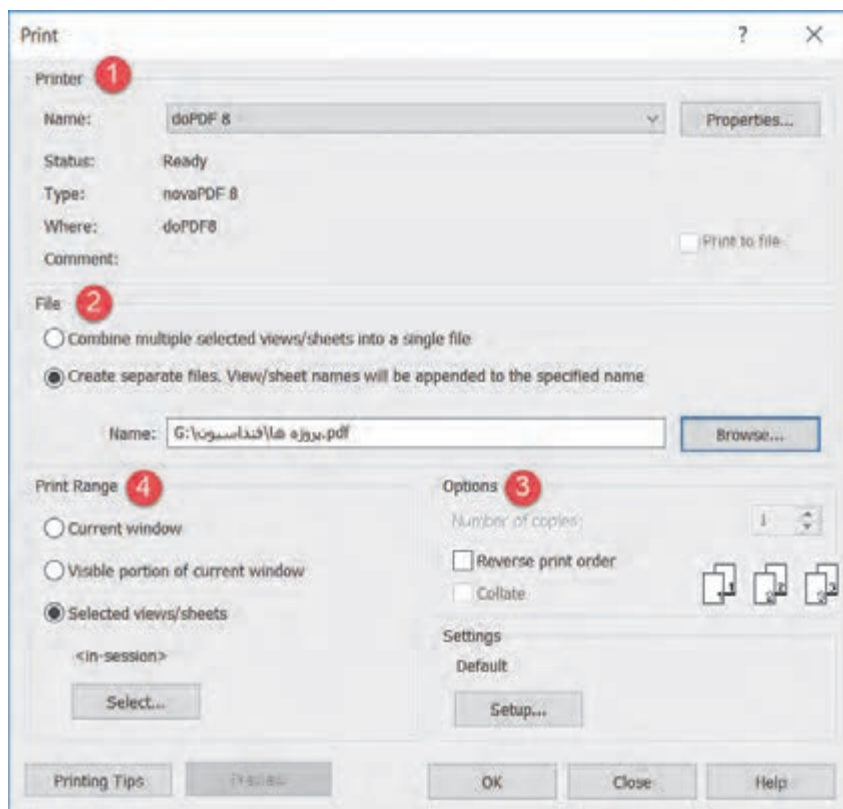 Print ? X
Printer 1
Name: doPDF 8 Properties...
Status: Ready
Type: novaPDF 8
Where: doPDF8
Print to file
Comment:
File 2
Combine multiple selected views/sheets into a single file
Create separate files. View/sheet names will be appended to the specified name
Name: G:\پروژه ها\فنداسیون.pdf Browse...
Print Range 4
Current window
Visible portion of current window
Selected views/sheets
<in-session>
Select...
Options 3
Number of copies: 1
Reverse print order
Collate
Settings
Default
Setup...
Printing Tips Preview OK Close Help